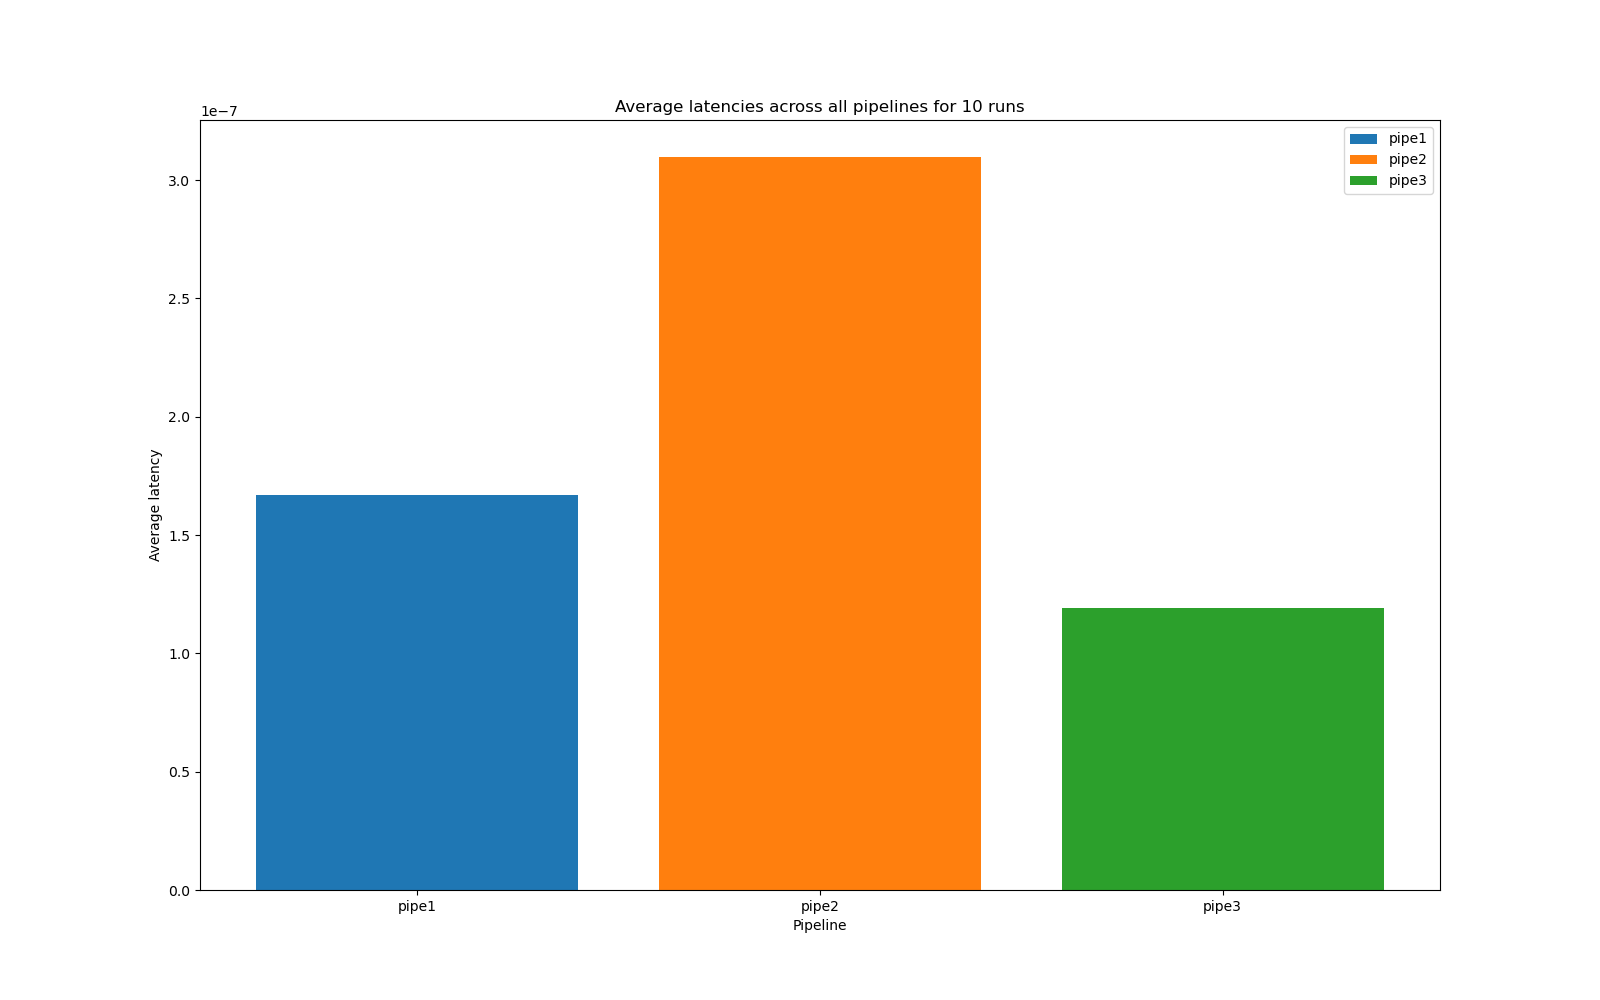 Average latencies across all pipelines for 10 runs
1e−7
3.0
2.5
2.0
1.5
1.0
0.5
0.0
Average latency
pipe1
pipe2
pipe3
pipe1
pipe2
pipe3
Pipeline